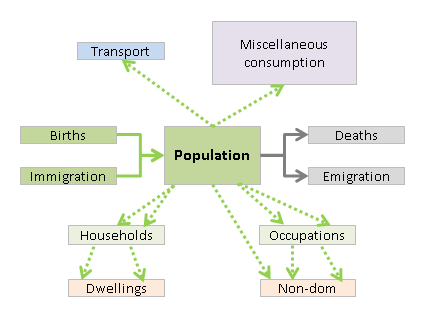 Transport
Miscellaneous
consumption
Births
Population
Deaths
Immigration
Emigration
Households
Occupations
Dwellings
Non-dom